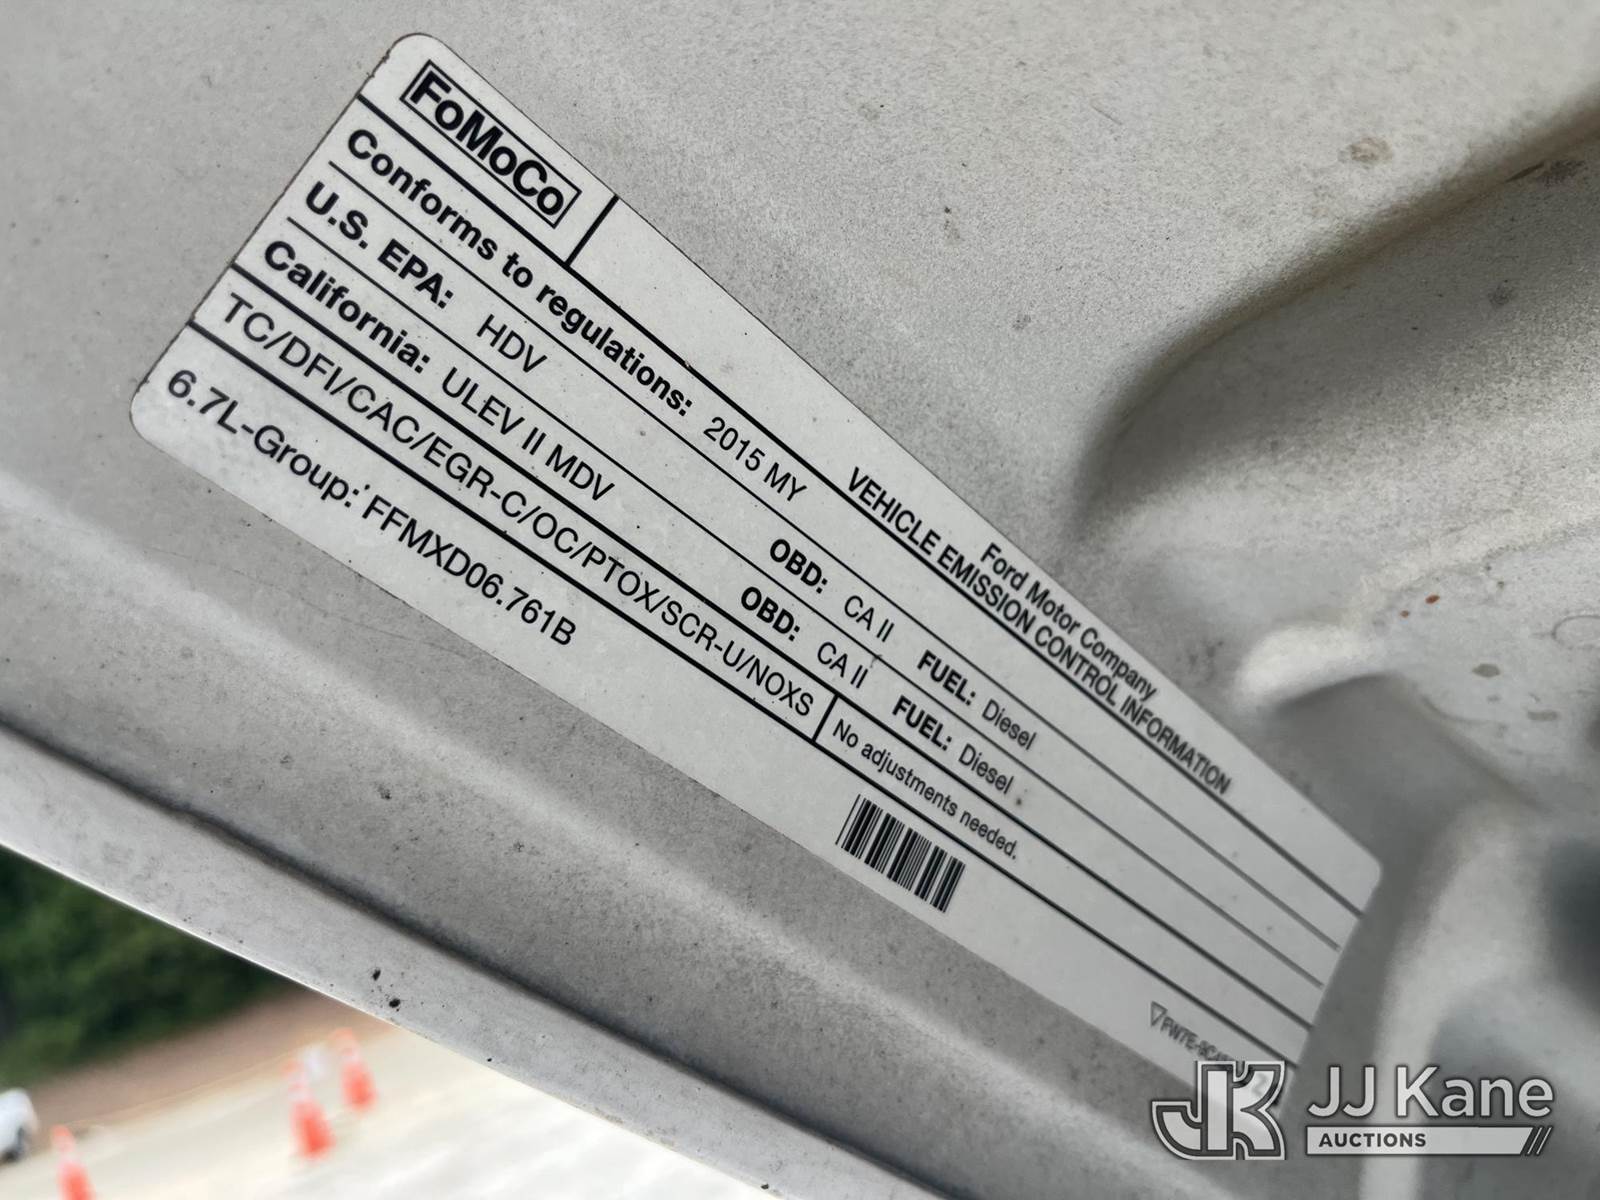 FoMoCo
Ford Motor Company
VEHICLE EMISSION CONTROL INFORMATION
Conforms to regulations: 2015 MY
U.S. EPA: HDV OBD: CA II FUEL: Diesel
California: ULEV II MDV OBD: CA II FUEL: Diesel
TC/DFI/CAC/EGR-C/OC/PTOX/SCR-U/NOXS No adjustments needed.
6.7L-Group: FFMXD06.761B
JK JJ Kane
AUCTIONS